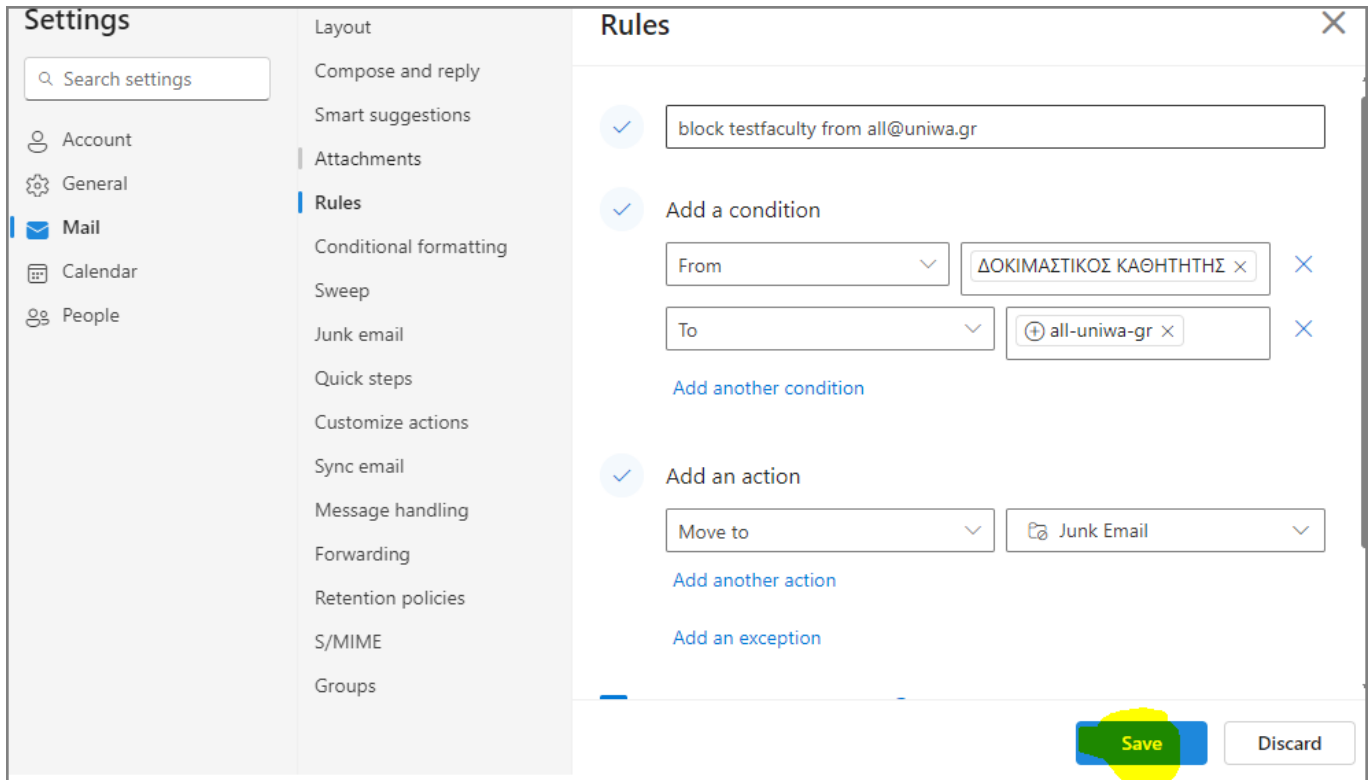 Settings
Search settings
Account
General
Mail
Calendar
People
Layout
Compose and reply
Smart suggestions
Attachments
Rules
Conditional formatting
Sweep
Junk email
Quick steps
Customize actions
Sync email
Message handling
Forwarding
Retention policies
S/MIME
Groups
Rules
block testfaculty from all@uniwa.gr
Add a condition
From ΔΟΚΙΜΑΣΤΙΚΟΣ ΚΑΘΗΤΗΤΗΣ
To all-uniwa-gr
Add another condition
Add an action
Move to Junk Email
Add another action
Add an exception
Save Discard